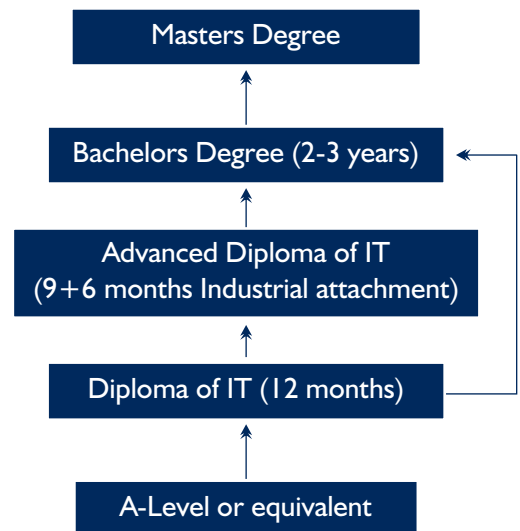 Masters Degree
Bachelors Degree (2-3 years)
Advanced Diploma of IT
(9+6 months Industrial attachment)
Diploma of IT (12 months)
A-Level or equivalent